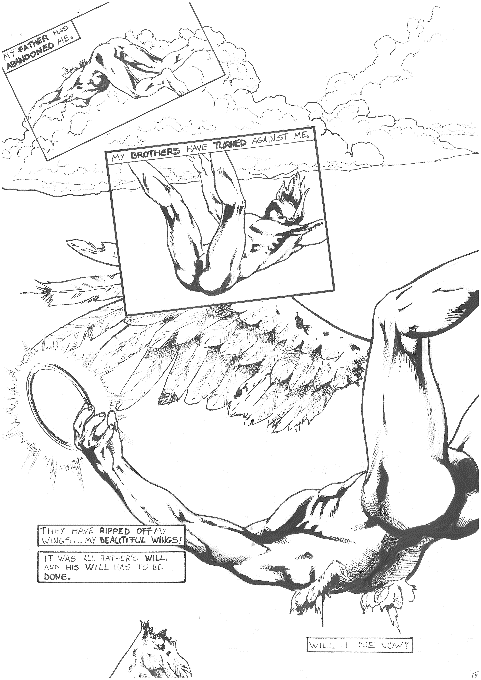 MY FATHER HAS
ABANDONED ME.
MY BROTHERS HAVE TURNED AGAINST ME.
THEY HAVE RIPPED OFF MY
WINGS... MY BEAUTIFUL WINGS!
IT WAS FATHER'S WILL,
AND HIS WILL HAS TO BE
DONE.
WILL I DIE NOW?